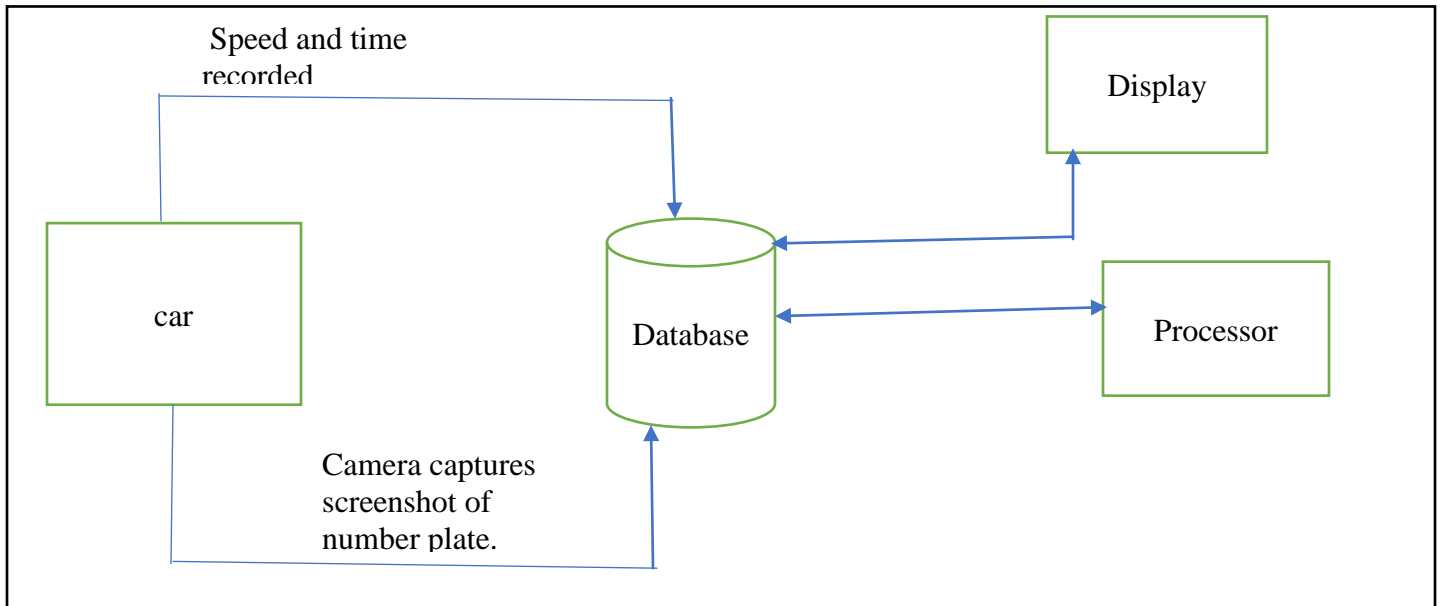 Speed and time
recorded
Display
car
Database
Processor
Camera captures
screenshot of
number plate.